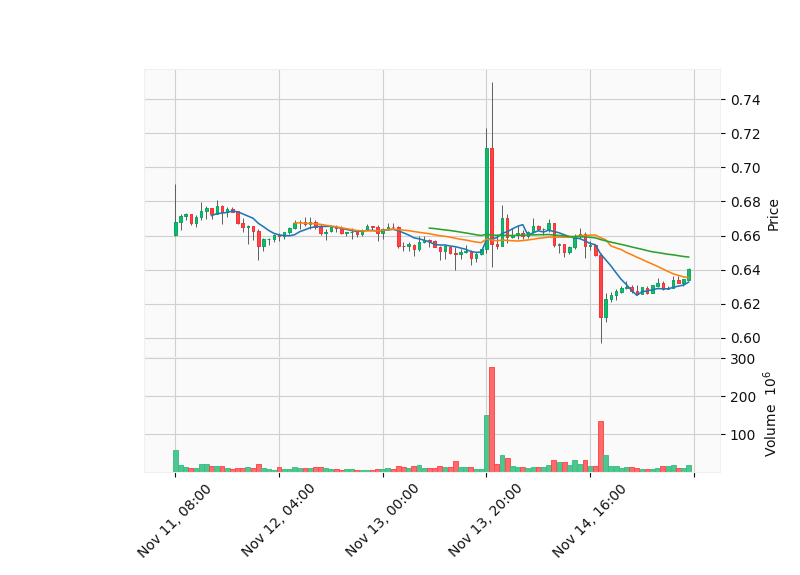 0.74
0.72
0.70
0.68
0.66
0.64
0.62
0.60
Price
300
200
100
Volume 10⁶
Nov 11, 08:00
Nov 12, 04:00
Nov 13, 00:00
Nov 13, 20:00
Nov 14, 16:00